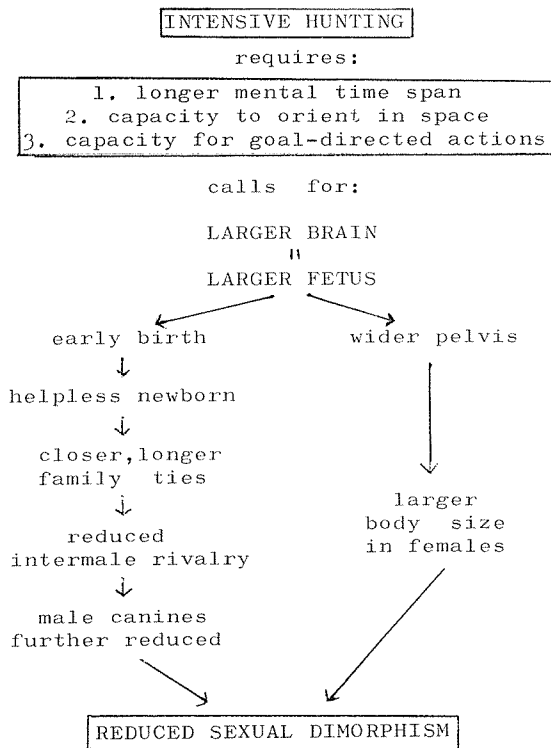 INTENSIVE HUNTING
requires:
1. longer mental time span
2. capacity to orient in space
3. capacity for goal-directed actions
calls for:
LARGER BRAIN
=
LARGER FETUS
early birth
helpless newborn
closer, longer
family ties
reduced
intermale rivalry
male canines
further reduced
wider pelvis
larger
body size
in females
REDUCED SEXUAL DIMORPHISM